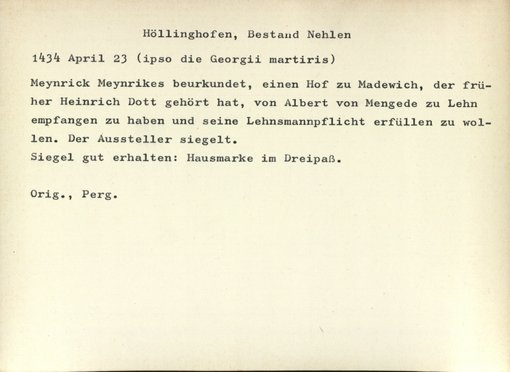 Höllinghofen, Bestand Nehlen
1434 April 23 (ipso die Georgii martiris)
Meynrick Meynrikes beurkundet, einen Hof zu Madewich, der frü-
her Heinrich Dott gehört hat, von Albert von Mengede zu Lehn
empfangen zu haben und seine Lehnsmannpflicht erfüllen zu wol-
len. Der Aussteller siegelt.
Siegel gut erhalten: Hausmarke im Dreipaß.
Orig., Perg.